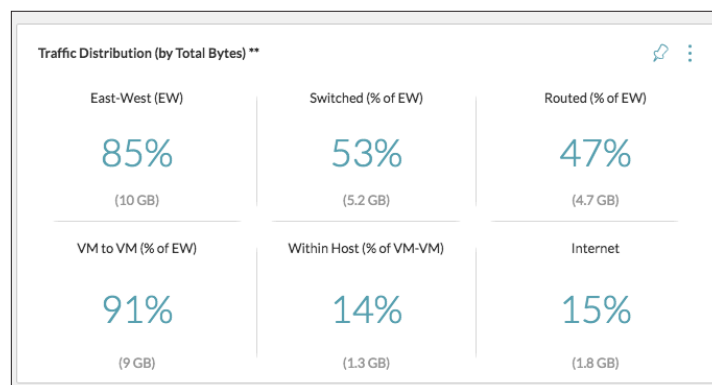 Traffic Distribution (by Total Bytes) **
East-West (EW)
Switched (% of EW)
Routed (% of EW)
85%
53%
47%
(10 GB)
(5.2 GB)
(4.7 GB)
VM to VM (% of EW)
Within Host (% of VM-VM)
Internet
91%
14%
15%
(9 GB)
(1.3 GB)
(1.8 GB)